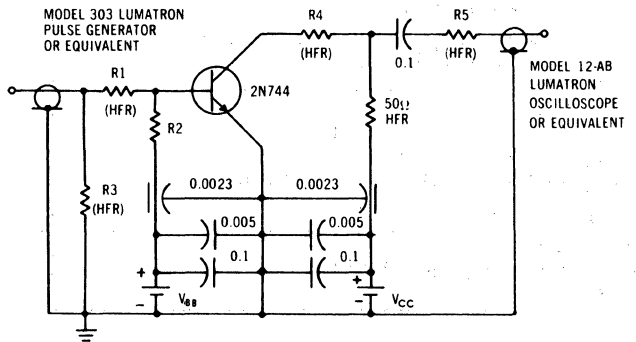 MODEL 303 LUMATRON
PULSE GENERATOR
OR EQUIVALENT
R1
(HFR)
R2
R3
(HFR)
2N744
R4
(HFR)
0.1
R5
(HFR)
50Ω
HFR
MODEL 12-AB
LUMATRON
OSCILLOSCOPE
OR EQUIVALENT
0.0023
0.0023
0.005
0.005
0.1
0.1
+
-
VBB
+
-
VCC